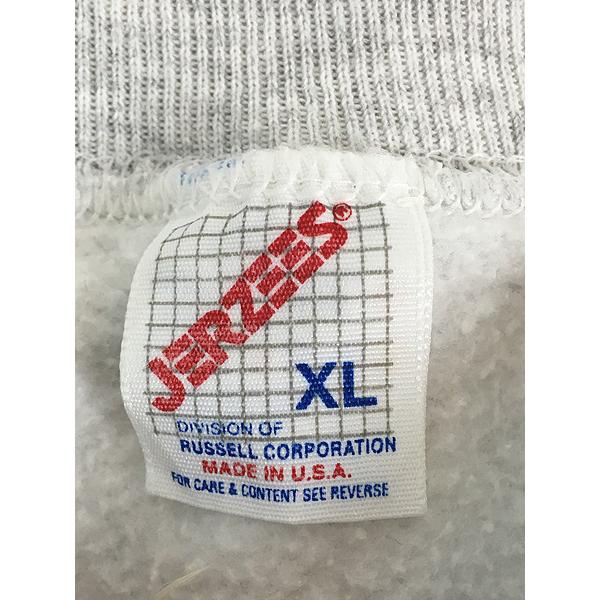 JERZEES®
XL
DIVISION OF
RUSSELL CORPORATION
MADE IN U.S.A.
FOR CARE & CONTENT SEE REVERSE